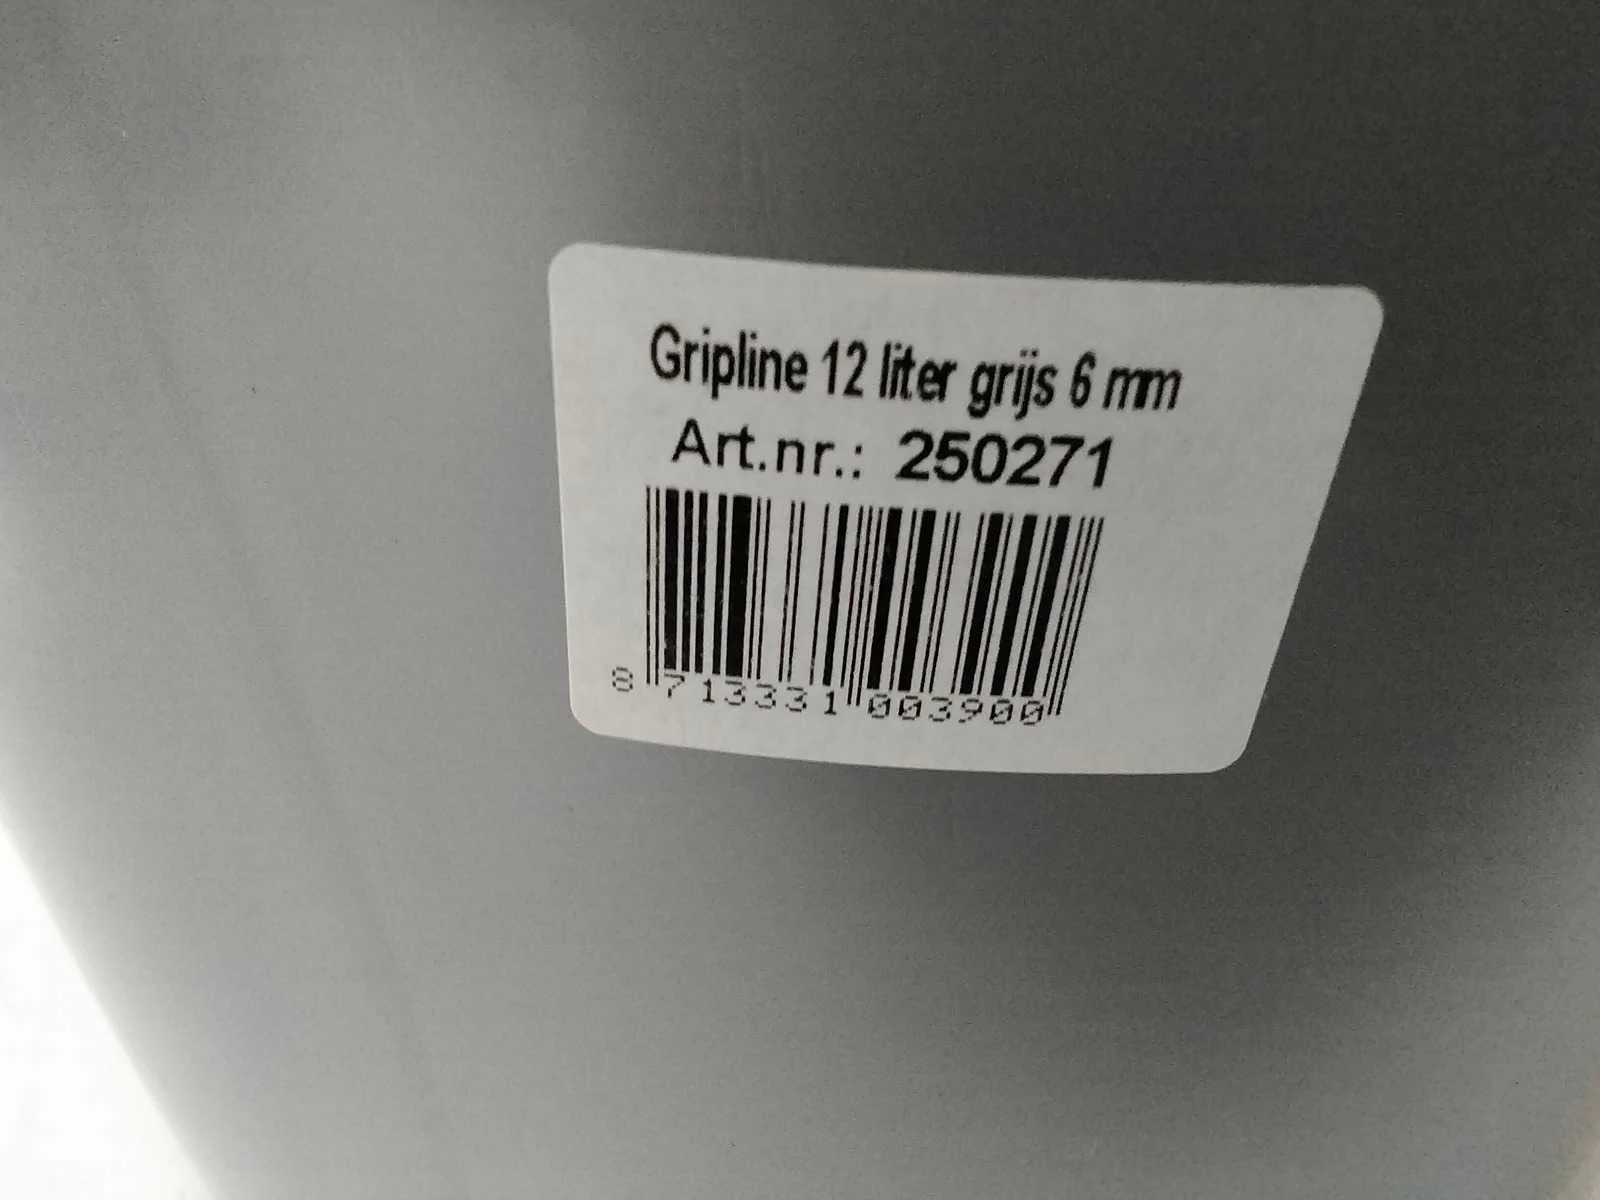 Gripline 12 liter grijs 6 mm
Art.nr.: 250271
8 713331 003900